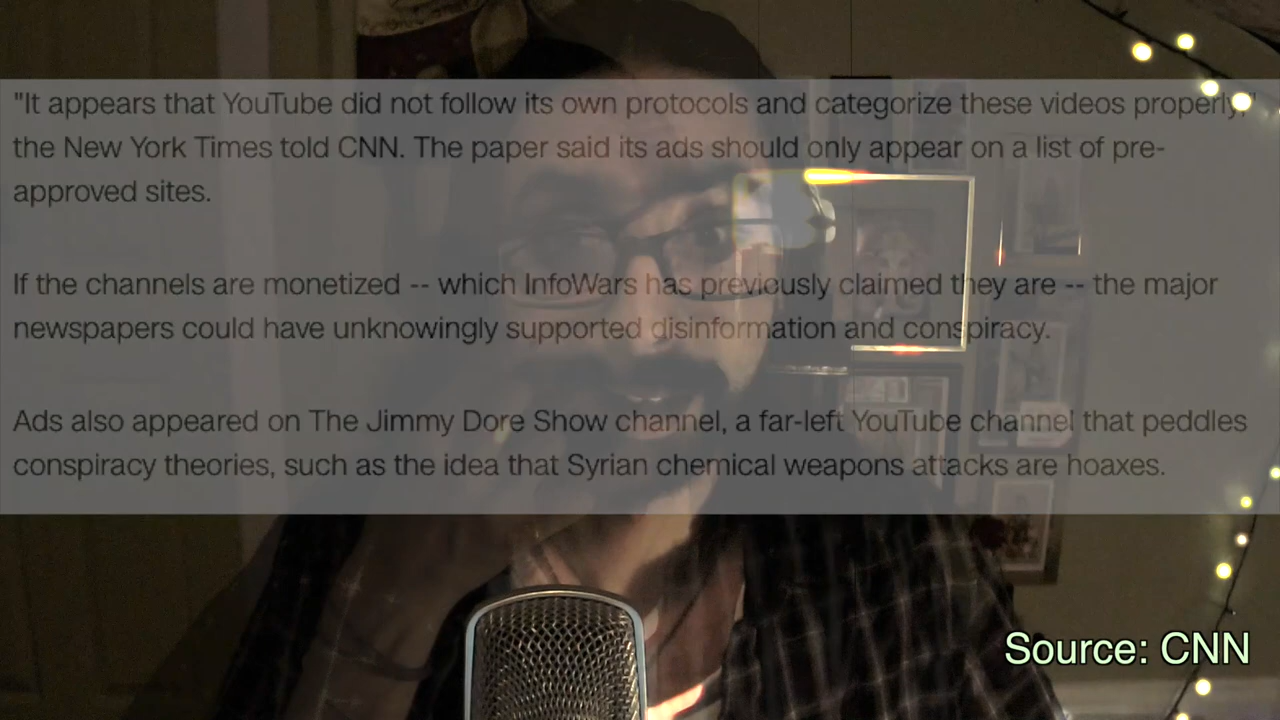 "It appears that YouTube did not follow its own protocols and categorize these videos properly,"
the New York Times told CNN. The paper said its ads should only appear on a list of pre-
approved sites.
If the channels are monetized -- which InfoWars has previously claimed they are -- the major
newspapers could have unknowingly supported disinformation and conspiracy.
Ads also appeared on The Jimmy Dore Show channel, a far-left YouTube channel that peddles
conspiracy theories, such as the idea that Syrian chemical weapons attacks are hoaxes.
Source: CNN